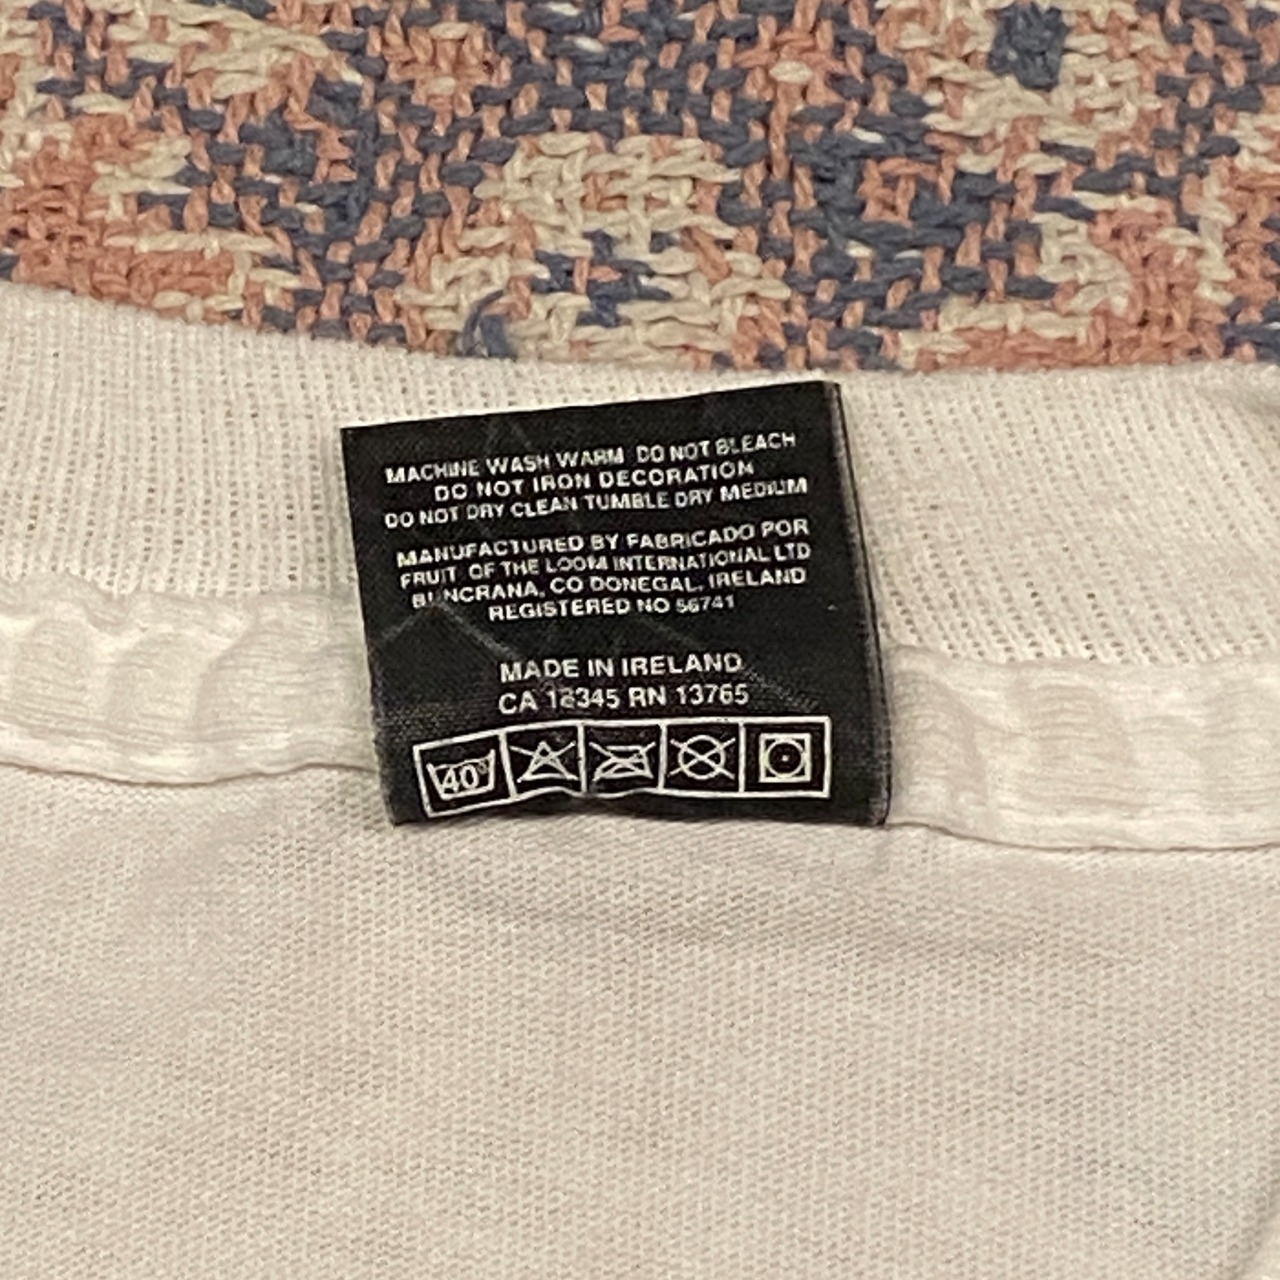 MACHINE WASH WARM DO NOT BLEACH
DO NOT IRON DECORATION
DO NOT DRY CLEAN TUMBLE DRY MEDIUM
MANUFACTURED BY FABRICADO POR
FRUIT OF THE LOOM INTERNATIONAL LTD
BUNCRANA, CO DONEGAL, IRELAND
REGISTERED NO 56741
MADE IN IRELAND
CA 18345 RN 13765
40°